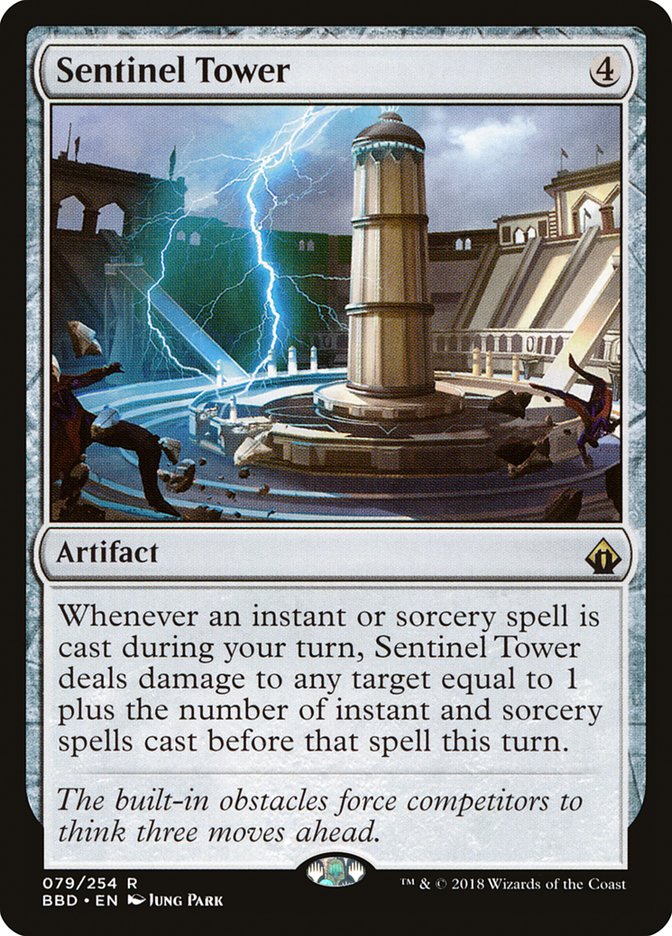 Sentinel Tower
4
Artifact
Whenever an instant or sorcery spell is
cast during your turn, Sentinel Tower
deals damage to any target equal to 1
plus the number of instant and sorcery
spells cast before that spell this turn.
The built-in obstacles force competitors to
think three moves ahead.
079/254 R
BBD • EN Jung Park
™ & © 2018 Wizards of the Coast